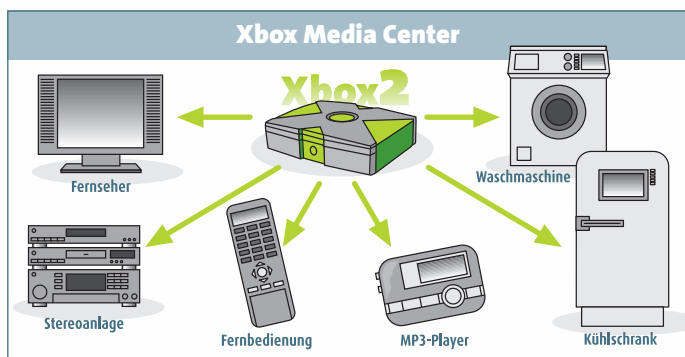 Xbox Media Center
Xbox2
Fernseher
Waschmaschine
Stereoanlage
Fernbedienung
MP3-Player
Kühlschrank